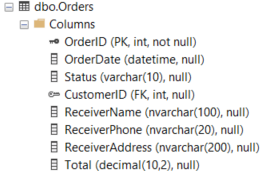 dbo.Orders
Columns
OrderID (PK, int, not null)
OrderDate (datetime, null)
Status (varchar(10), null)
CustomerID (FK, int, null)
ReceiverName (nvarchar(100), null)
ReceiverPhone (nvarchar(20), null)
ReceiverAddress (nvarchar(200), null)
Total (decimal(10,2), null)